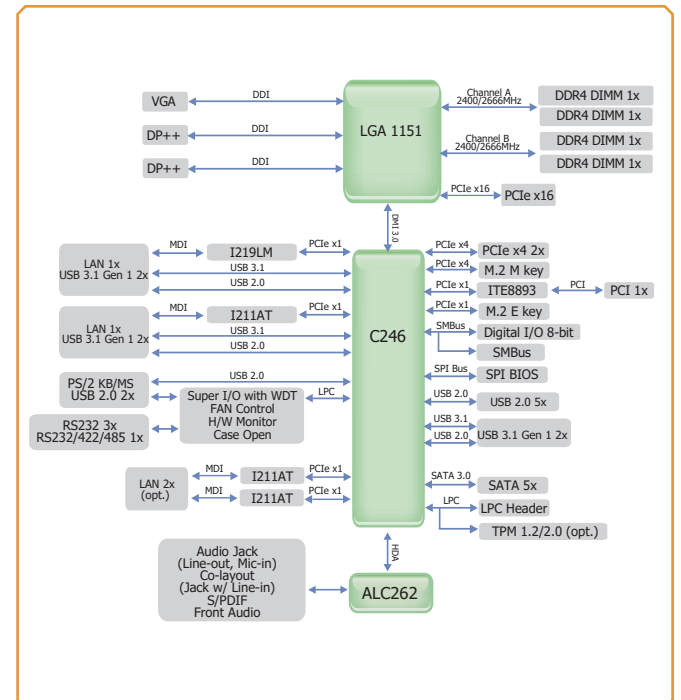 VGA
DDI
DP++
DDI
DP++
DDI
LGA 1151
Channel A
2400/2666MHz
DDR4 DIMM 1x
DDR4 DIMM 1x
Channel B
2400/2666MHz
DDR4 DIMM 1x
DDR4 DIMM 1x
PCIe x16
PCIe x16
DMI 3.0
LAN 1x
USB 3.1 Gen 1 2x
MDI
I219LM
PCIe x1
USB 3.1
USB 2.0
LAN 1x
USB 3.1 Gen 1 2x
MDI
I211AT
PCIe x1
USB 3.1
USB 2.0
PS/2 KB/MS
USB 2.0 2x
USB 2.0
Super I/O with WDT
FAN Control
H/W Monitor
Case Open
LPC
RS232 3x
RS232/422/485 1x
LAN 2x
(opt.)
MDI
I211AT
PCIe x1
MDI
I211AT
PCIe x1
C246
PCIe x4
PCIe x4 2x
PCIe x4
M.2 M key
PCIe x1
ITE8893
PCI
PCI 1x
PCIe x1
M.2 E key
SMBus
Digital I/O 8-bit
SMBus
SPI Bus
SPI BIOS
USB 2.0
USB 2.0 5x
USB 3.1
USB 2.0
USB 3.1 Gen 1 2x
SATA 3.0
SATA 5x
LPC
LPC Header
TPM 1.2/2.0 (opt.)
HDA
Audio Jack
(Line-out, Mic-in)
Co-layout
(Jack w/ Line-in)
S/PDIF
Front Audio
ALC262